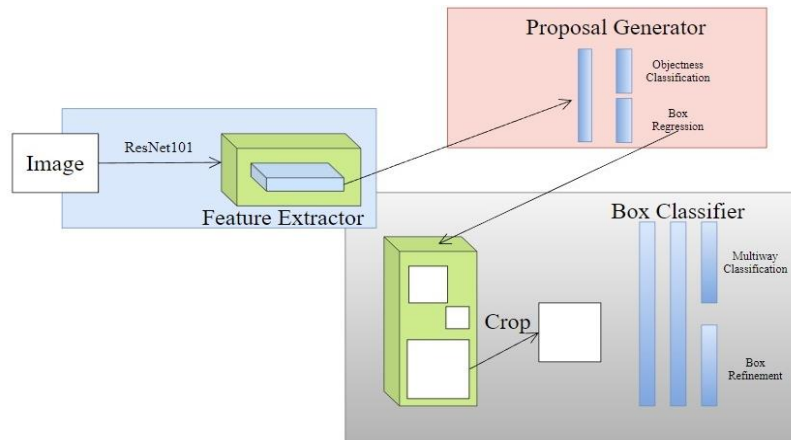 Proposal Generator
Objectness
Classification
Box
Regression
Image
ResNet101
Feature Extractor
Box Classifier
Multiway
Classification
Crop
Box
Refinement